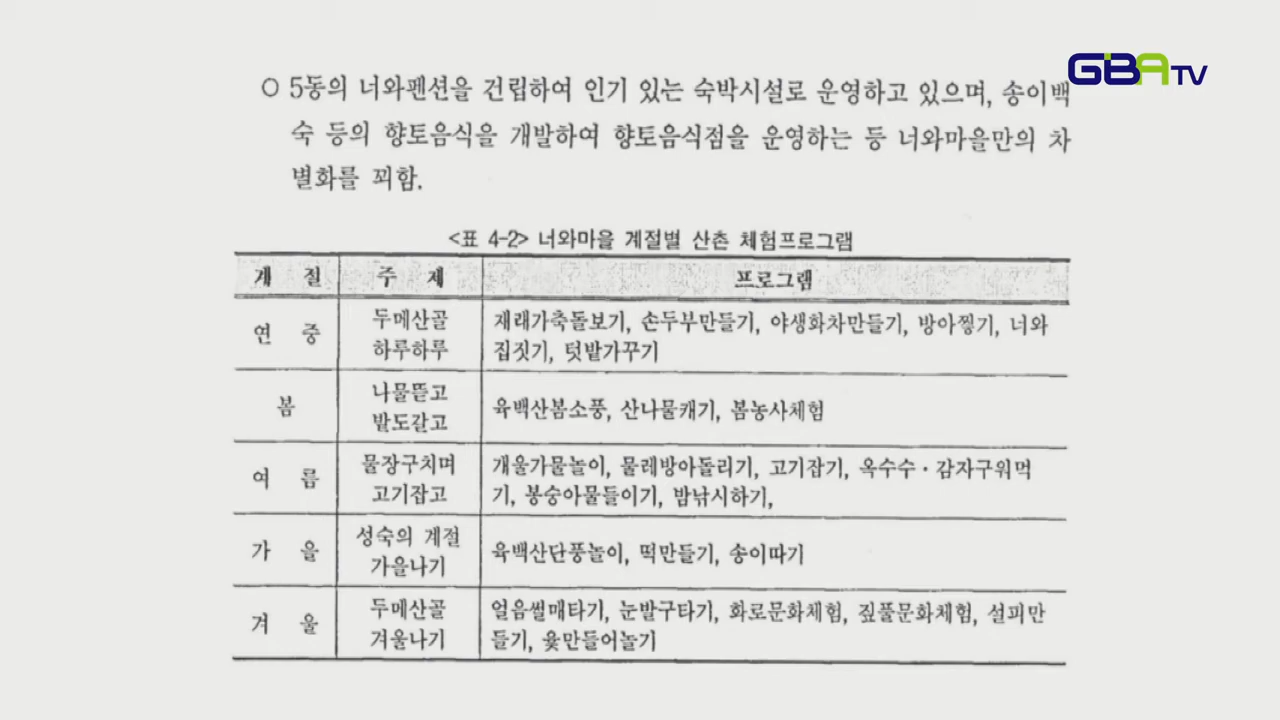 GBA TV
○ 5동의 너와펜션을 건립하여 인기 있는 숙박시설로 운영하고 있으며, 송이백
숙 등의 향토음식을 개발하여 향토음식점을 운영하는 등 너와마을만의 차
별화를 꾀함.
<표 4-2> 너와마을 계절별 산촌 체험프로그램
계 절 주 제 프로그램
연 중 두메산골 하루하루 재래가축돌보기, 손두부만들기, 야생화차만들기, 방아찧기, 너와
집짓기, 텃밭가꾸기
봄 나물뜯고 밭도갈고 육백산봄소풍, 산나물캐기, 봄농사체험
여 름 물장구치며 고기잡고 개울가물놀이, 물레방아돌리기, 고기잡기, 옥수수·감자구워먹
기, 봉숭아물들이기, 밤낚시하기,
가 을 성숙의 계절 가을나기 육백산단풍놀이, 떡만들기, 송이따기
겨 울 두메산골 겨울나기 얼음썰매타기, 눈발구타기, 화로문화체험, 짚풀문화체험, 설피만
들기, 윷만들어놀기